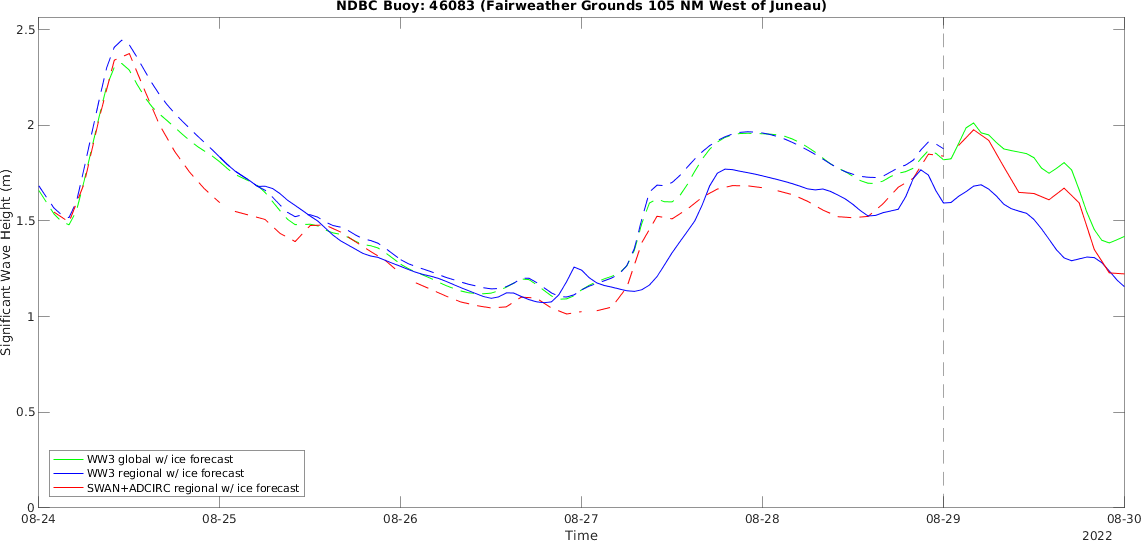 NDBC Buoy: 46083 (Fairweather Grounds 105 NM West of Juneau)
Significant Wave Height (m)
2.5
2
1.5
1
0.5
0
WW3 global w/ ice forecast
WW3 regional w/ ice forecast
SWAN+ADCIRC regional w/ ice forecast
08-24 08-25 08-26 08-27 08-28 08-29 08-30
Time
2022